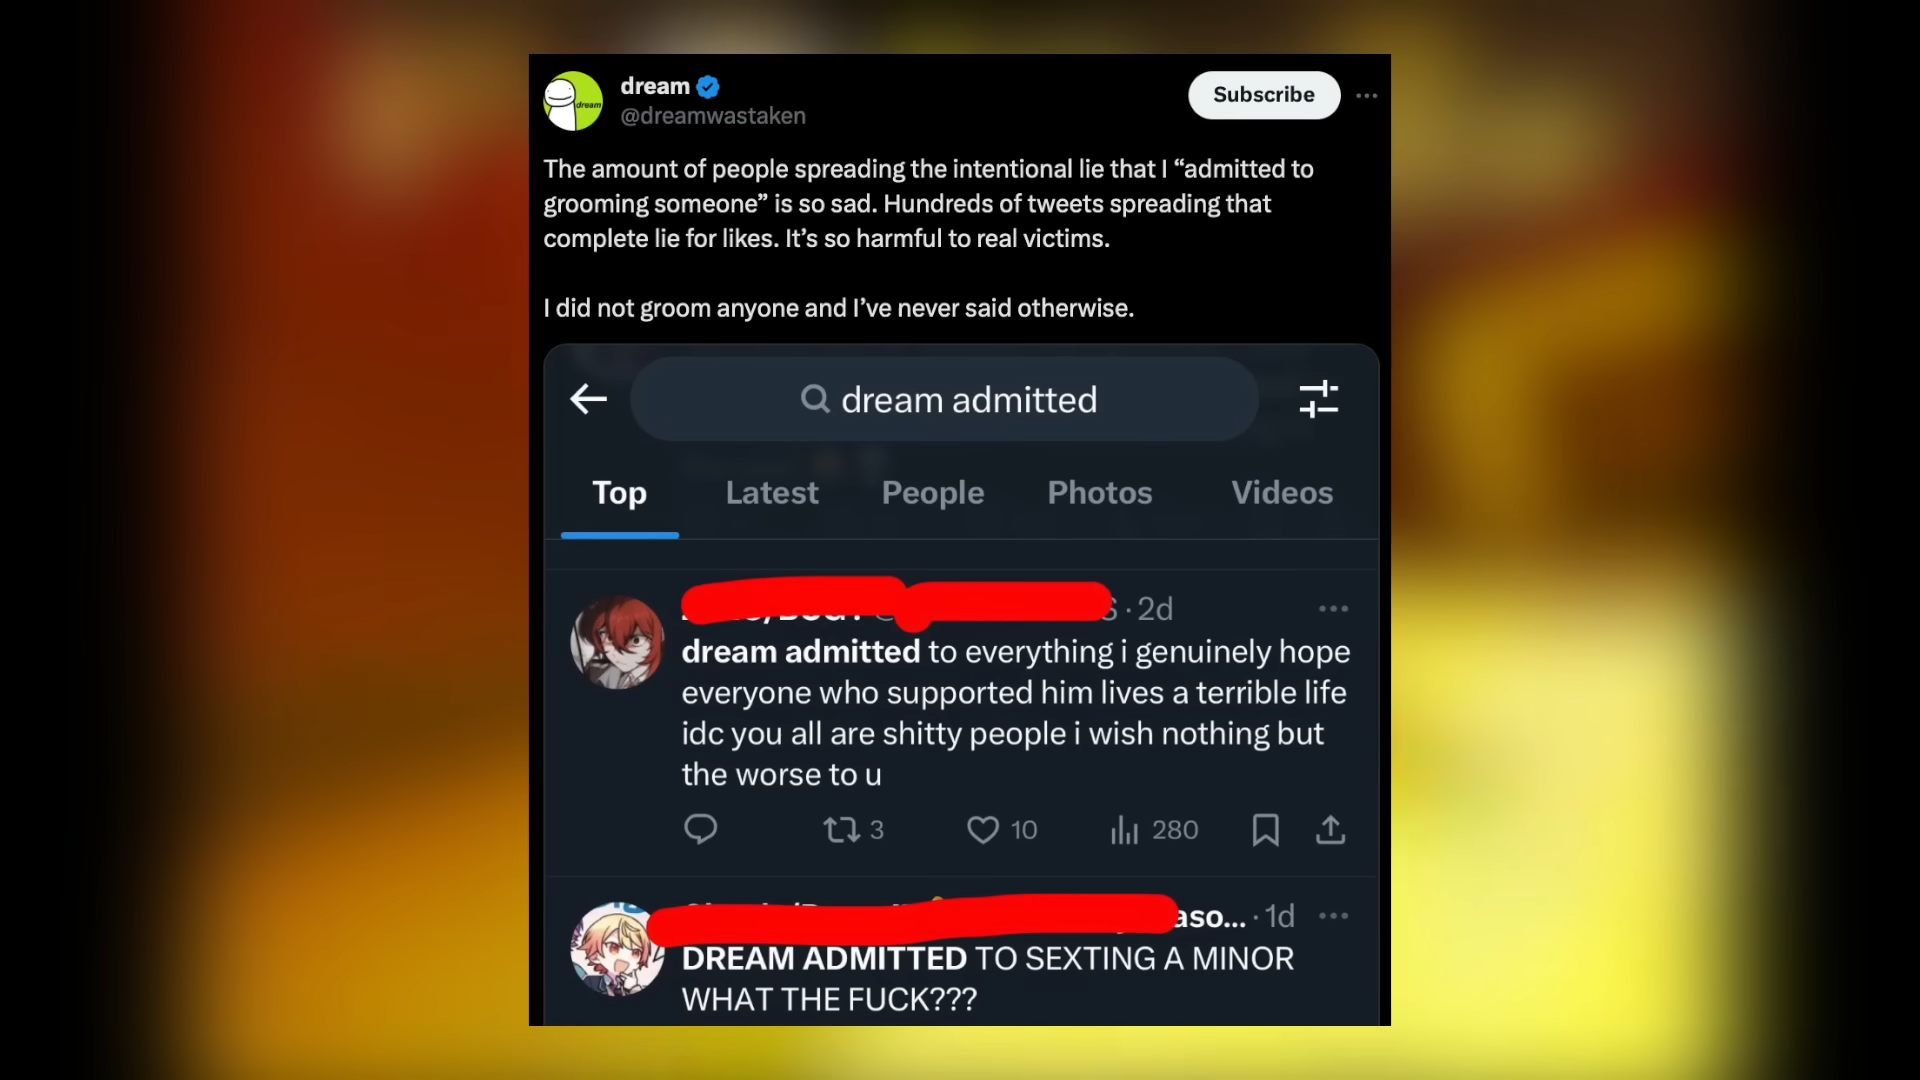 dream
@dreamwastaken
Subscribe
dream
The amount of people spreading the intentional lie that I “admitted to
grooming someone” is so sad. Hundreds of tweets spreading that
complete lie for likes. It’s so harmful to real victims.
I did not groom anyone and I’ve never said otherwise.
dream admitted
Top Latest People Photos Videos
· 2d
dream admitted to everything i genuinely hope
everyone who supported him lives a terrible life
idc you all are shitty people i wish nothing but
the worse to u
3 10 280
aso... · 1d
DREAM ADMITTED TO SEXTING A MINOR
WHAT THE FUCK???